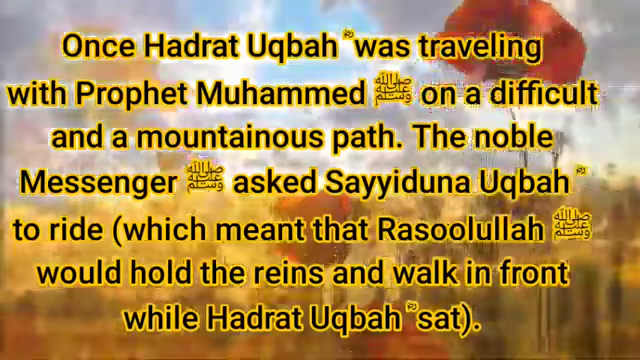 Once Hadrat Uqbah ؓ was traveling
with Prophet Muhammed ﷺ on a difficult
and a mountainous path. The noble
Messenger ﷺ asked Sayyiduna Uqbah ؓ
to ride (which meant that Rasoolullah ﷺ
would hold the reins and walk in front
while Hadrat Uqbah ؓ sat).